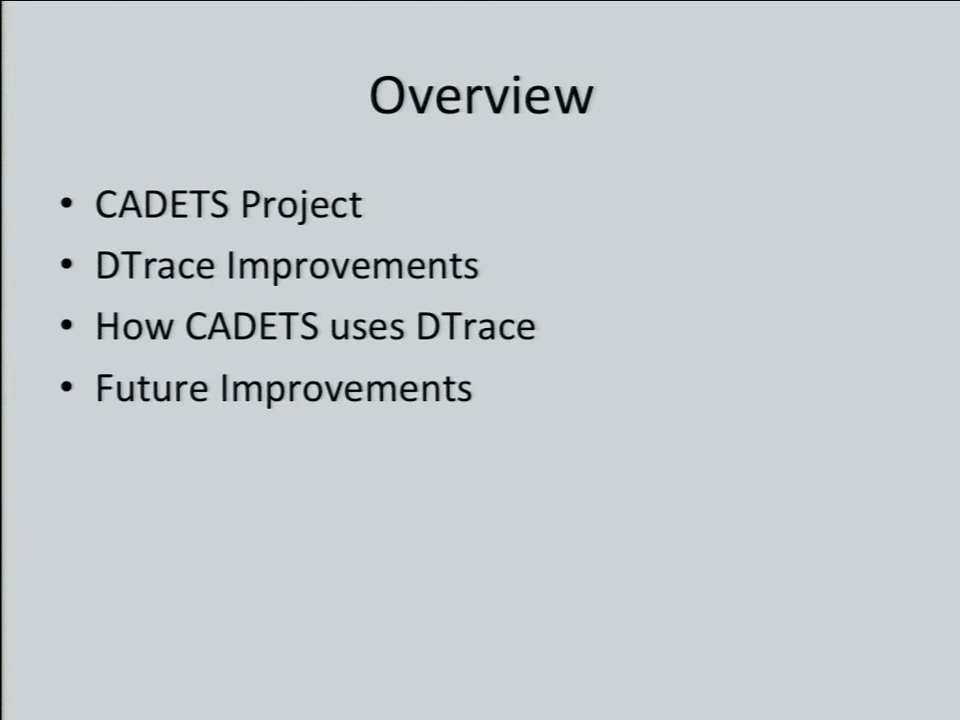 Overview
• CADETS Project
• DTrace Improvements
• How CADETS uses DTrace
• Future Improvements